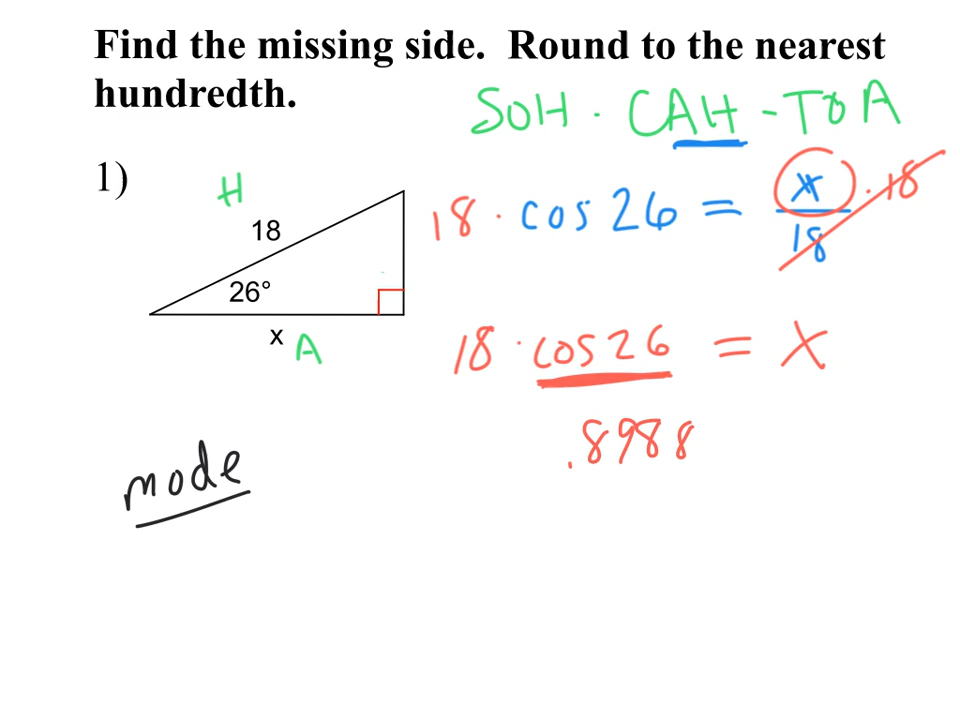 Find the missing side. Round to the nearest
hundredth.
SOH · CAH - TOA
1)
H
18
26°
x
A
18 · cos 26 = x/18 · 18
18 · cos 26 = x
.8988
mode